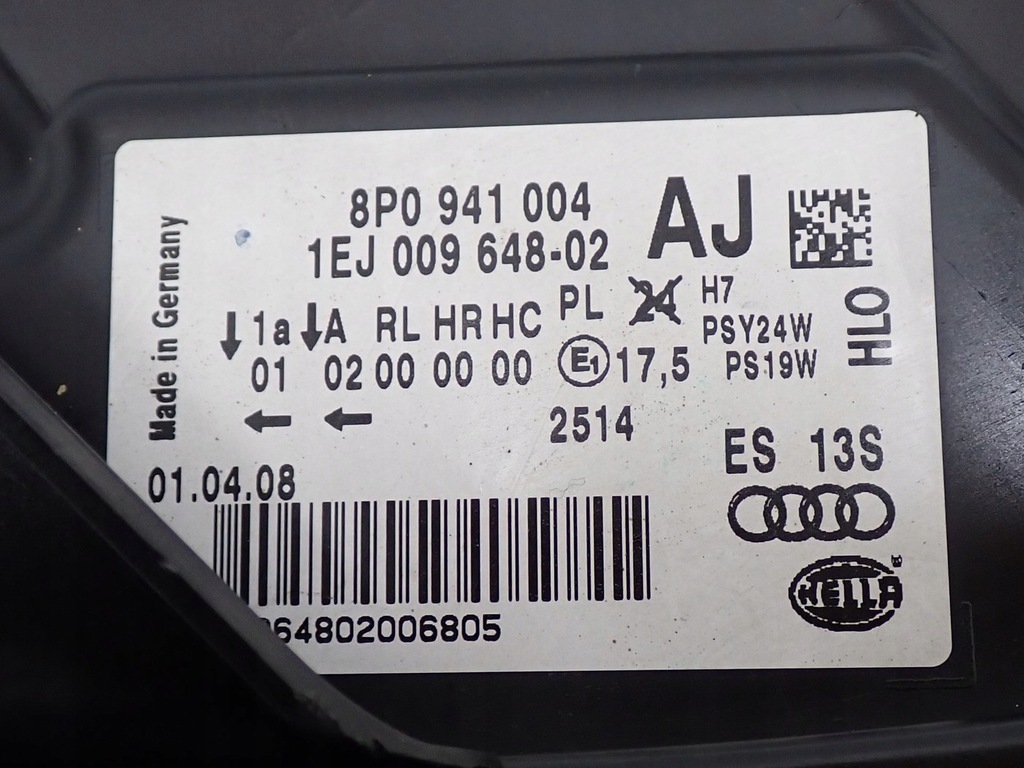 Made in Germany
8P0 941 004 AJ
1EJ 009 648-02
1a A RL HR HC PL 24 H7
PSY24W
01 02 00 00 00 E1 17,5 PS19W
HLO
2514
ES 13S
01.04.08
64802006805
HELLA